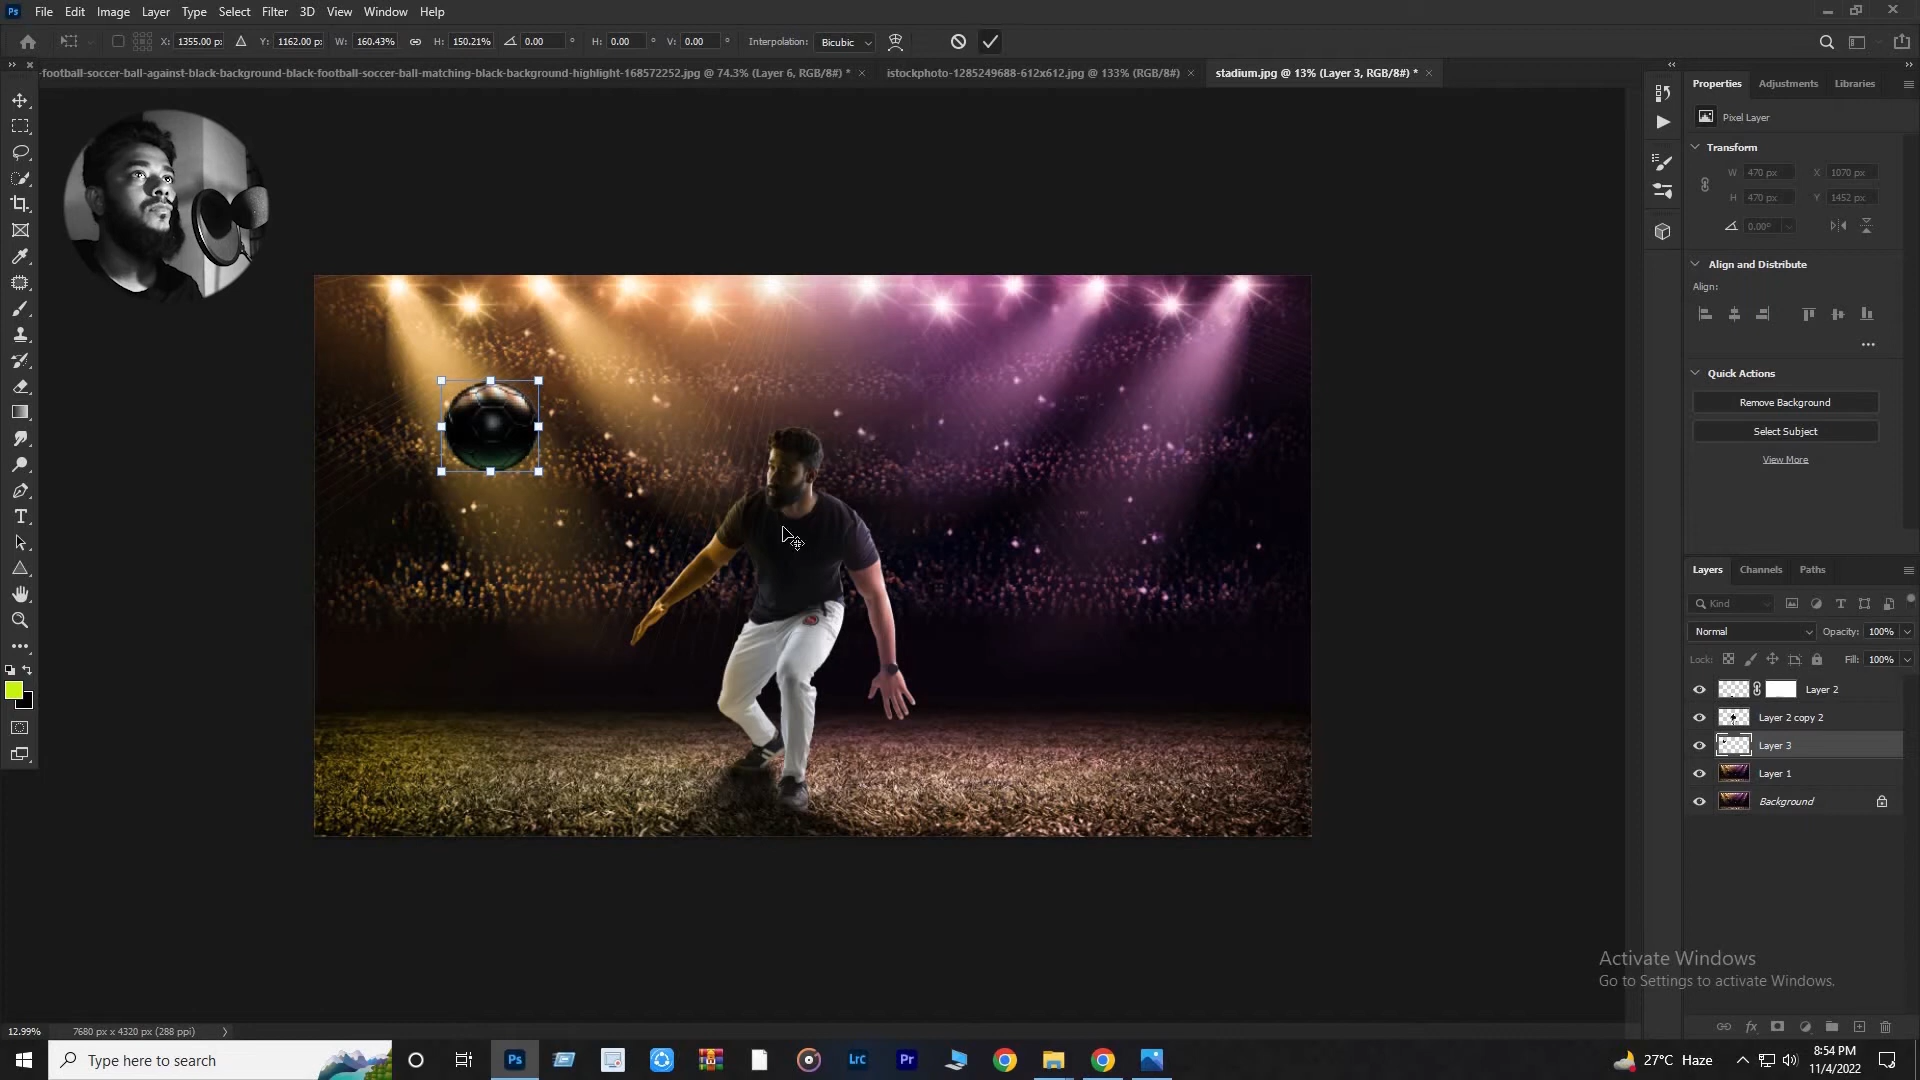 Ps File Edit Image Layer Type Select Filter 3D View Window Help
X: 1355.00 p: Y: 1162.00 p: W: 160.43% H: 150.21% 0.00 ° H: 0.00 ° V: 0.00 ° Interpolation: Bicubic
-football-soccer-ball-against-black-background-black-football-soccer-ball-matching-black-background-highlight-168572252.jpg @ 74.3% (Layer 6, RGB/8#) *
istockphoto-1285249688-612x612.jpg @ 133% (RGB/8#)
stadium.jpg @ 13% (Layer 3, RGB/8#) *
Properties Adjustments Libraries
Pixel Layer
Transform
W 470 px X 1070 px
H 470 px Y 1452 px
0.00°
Align and Distribute
Align:
Quick Actions
Remove Background
Select Subject
View More
Layers Channels Paths
Kind
Normal Opacity: 100%
Lock: Fill: 100%
Layer 2
Layer 2 copy 2
Layer 3
Layer 1
Background
Activate Windows
Go to Settings to activate Windows.
12.99% 7680 px x 4320 px (288 ppi)
Type here to search
Ps Lrc Pr
27°C Haze
8:54 PM
11/4/2022